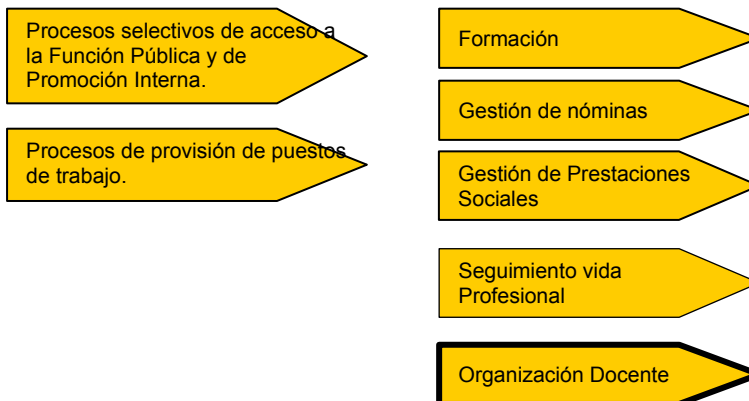 Procesos selectivos de acceso a
la Función Pública y de
Promoción Interna.
Procesos de provisión de puestos
de trabajo.
Formación
Gestión de nóminas
Gestión de Prestaciones
Sociales
Seguimiento vida
Profesional
Organización Docente